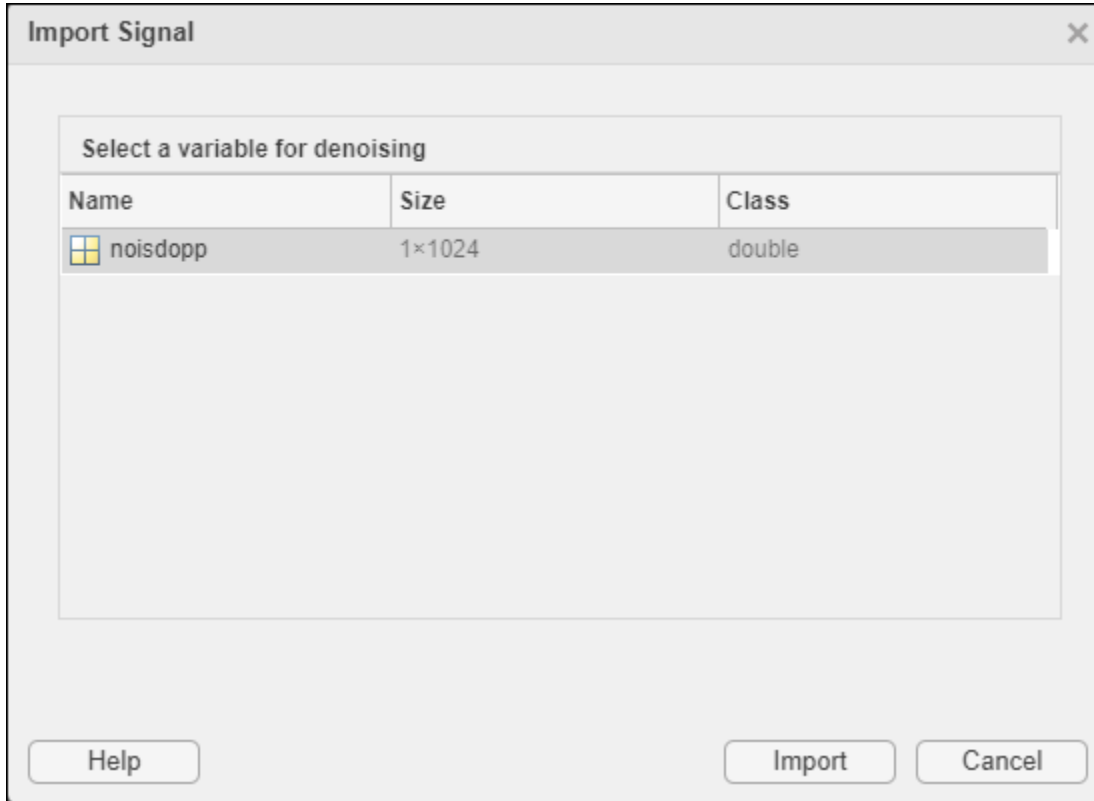 Import Signal
Select a variable for denoising
Name Size Class
noisdopp 1×1024 double
Help Import Cancel